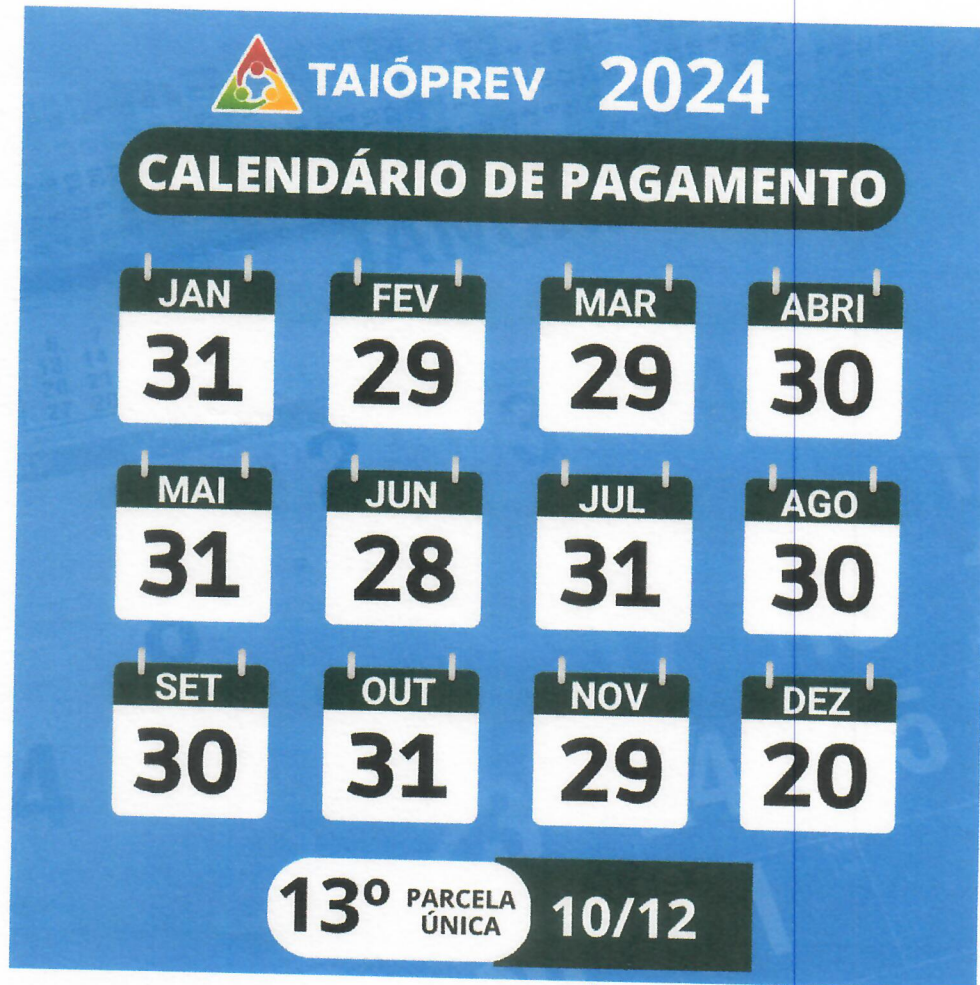 TAIÓPREV 2024
CALENDÁRIO DE PAGAMENTO
JAN FEV MAR ABRI
31 29 29 30
MAI JUN JUL AGO
31 28 31 30
SET OUT NOV DEZ
30 31 29 20
13º PARCELA ÚNICA 10/12